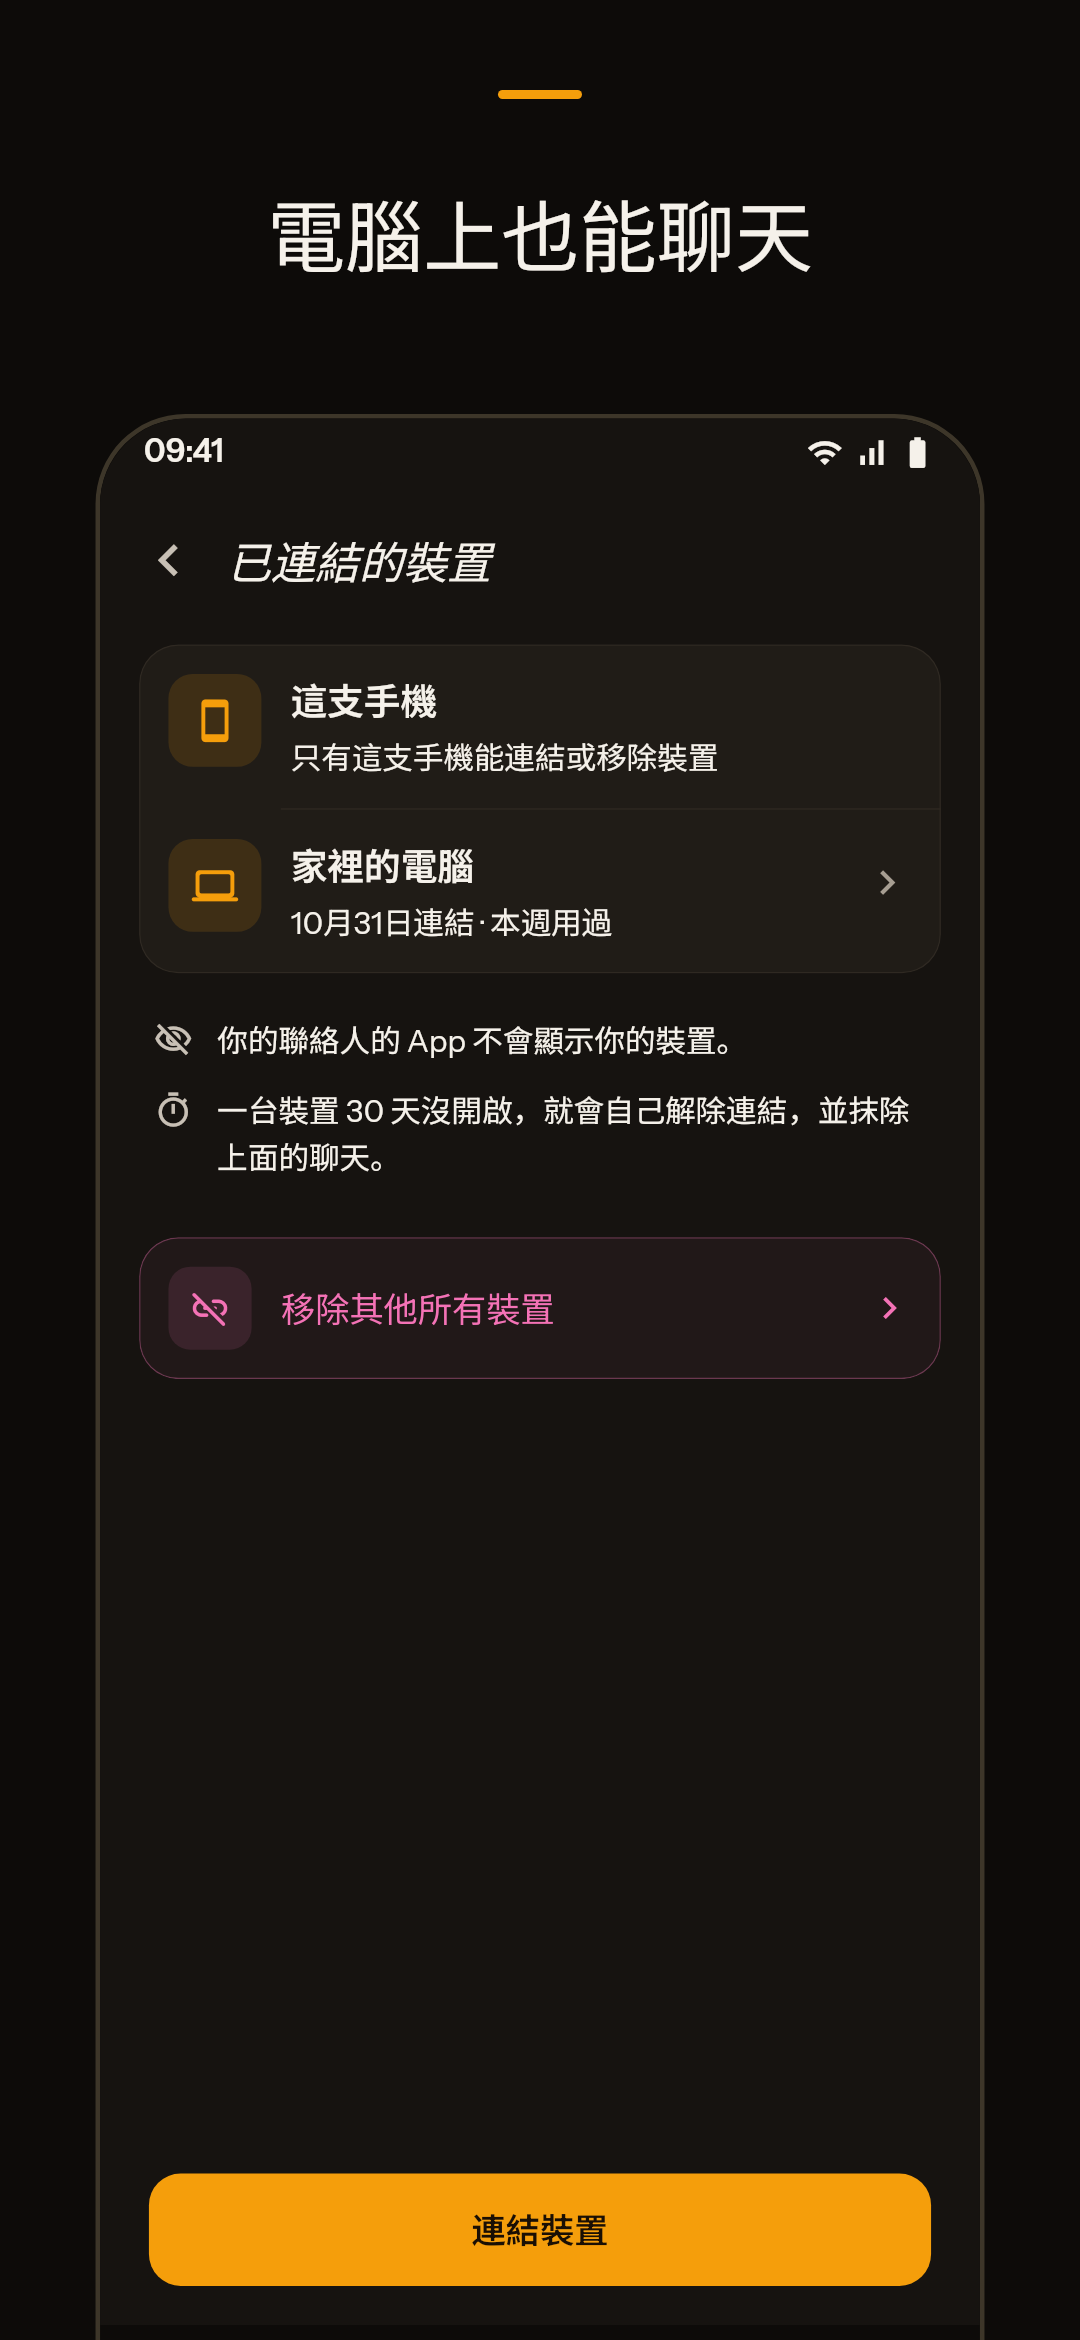 電腦上也能聊天
09:41
已連結的裝置
這支手機
只有這支手機能連結或移除裝置
家裡的電腦
10月31日連結 · 本週用過
你的聯絡人的 App 不會顯示你的裝置。
一台裝置 30 天沒開啟，就會自己解除連結，並抹除
上面的聊天。
移除其他所有裝置
連結裝置